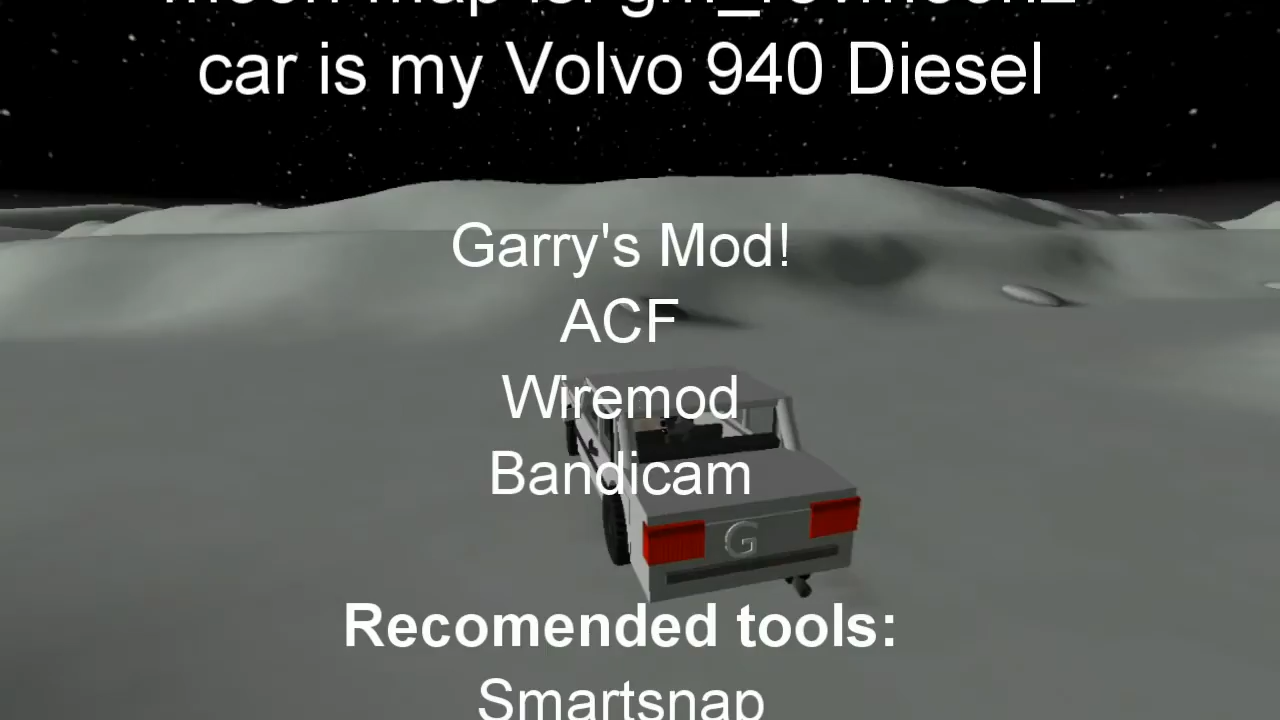 car is my Volvo 940 Diesel
Garry's Mod!
ACF
Wiremod
Bandicam
G
Recomended tools:
Smartsnap